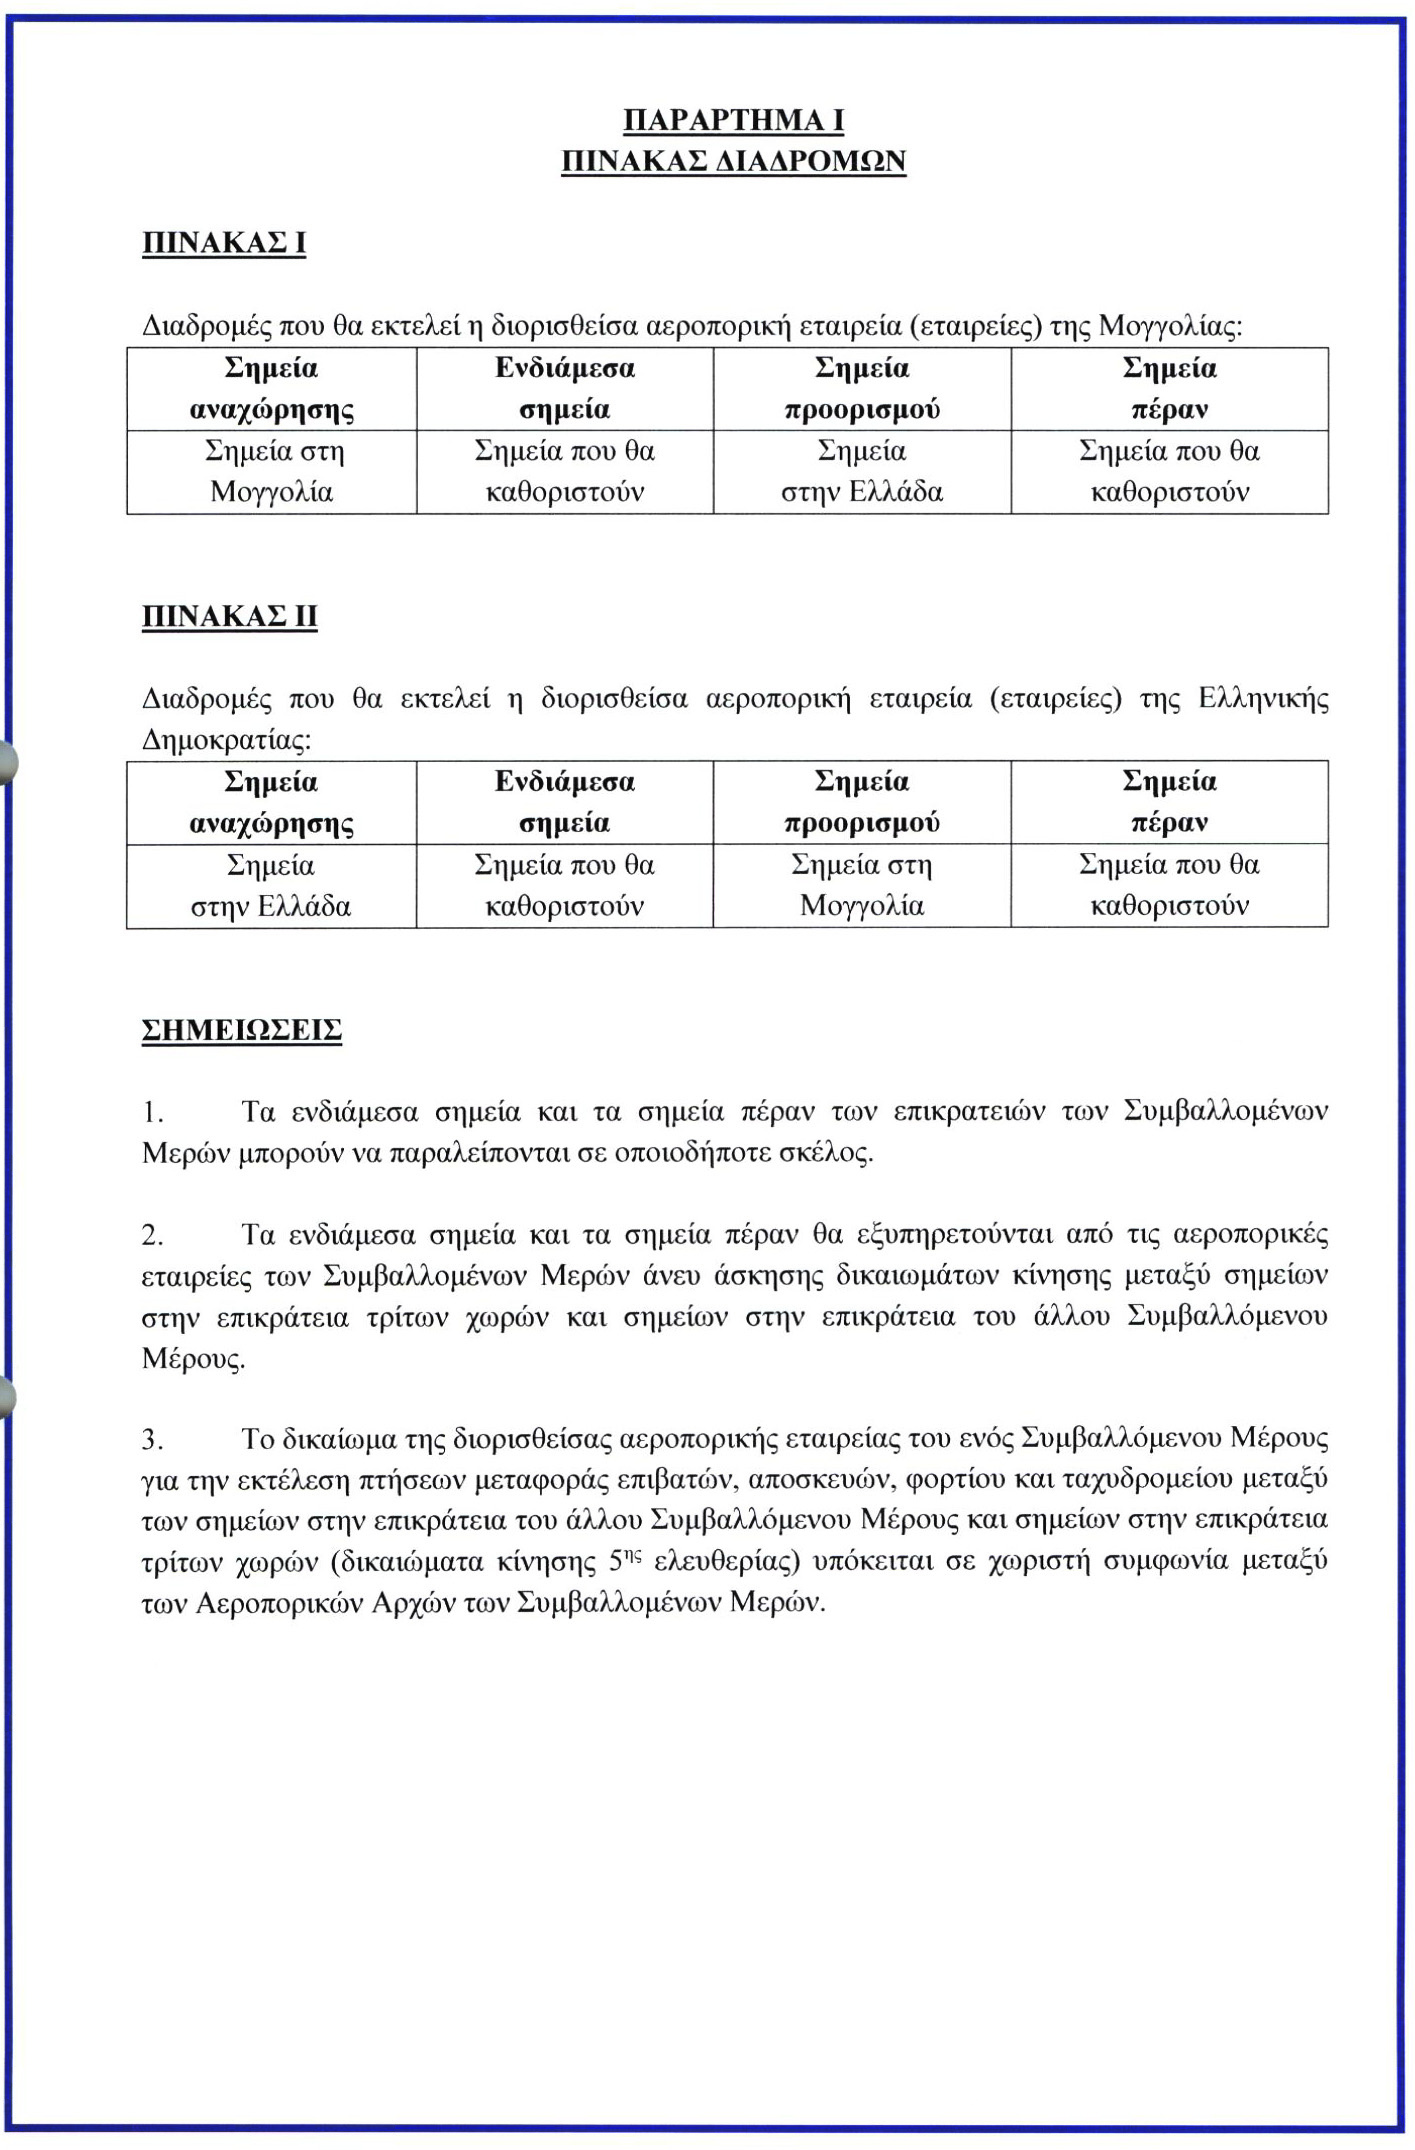 ΠΑΡΑΡΤΗΜΑ Ι
ΠΙΝΑΚΑΣ ΔΙΑΔΡΟΜΩΝ
ΠΙΝΑΚΑΣ Ι
Διαδρομές που θα εκτελεί η διορισθείσα αεροπορική εταιρεία (εταιρείες) της Μογγολίας:
Σημεία αναχώρησης Ενδιάμεσα σημεία Σημεία προορισμού Σημεία πέραν
Σημεία στη Μογγολία Σημεία που θα καθοριστούν Σημεία στην Ελλάδα Σημεία που θα καθοριστούν
ΠΙΝΑΚΑΣ ΙΙ
Διαδρομές που θα εκτελεί η διορισθείσα αεροπορική εταιρεία (εταιρείες) της Ελληνικής
Δημοκρατίας:
Σημεία αναχώρησης Ενδιάμεσα σημεία Σημεία προορισμού Σημεία πέραν
Σημεία στην Ελλάδα Σημεία που θα καθοριστούν Σημεία στη Μογγολία Σημεία που θα καθοριστούν
ΣΗΜΕΙΩΣΕΙΣ
1. Τα ενδιάμεσα σημεία και τα σημεία πέραν των επικρατειών των Συμβαλλομένων
Μερών μπορούν να παραλείπονται σε οποιοδήποτε σκέλος.
2. Τα ενδιάμεσα σημεία και τα σημεία πέραν θα εξυπηρετούνται από τις αεροπορικές
εταιρείες των Συμβαλλομένων Μερών άνευ άσκησης δικαιωμάτων κίνησης μεταξύ σημείων
στην επικράτεια τρίτων χωρών και σημείων στην επικράτεια του άλλου Συμβαλλόμενου
Μέρους.
3. Το δικαίωμα της διορισθείσας αεροπορικής εταιρείας του ενός Συμβαλλόμενου Μέρους
για την εκτέλεση πτήσεων μεταφοράς επιβατών, αποσκευών, φορτίου και ταχυδρομείου μεταξύ
των σημείων στην επικράτεια του άλλου Συμβαλλόμενου Μέρους και σημείων στην επικράτεια
τρίτων χωρών (δικαιώματα κίνησης 5ης ελευθερίας) υπόκειται σε χωριστή συμφωνία μεταξύ
των Αεροπορικών Αρχών των Συμβαλλομένων Μερών.